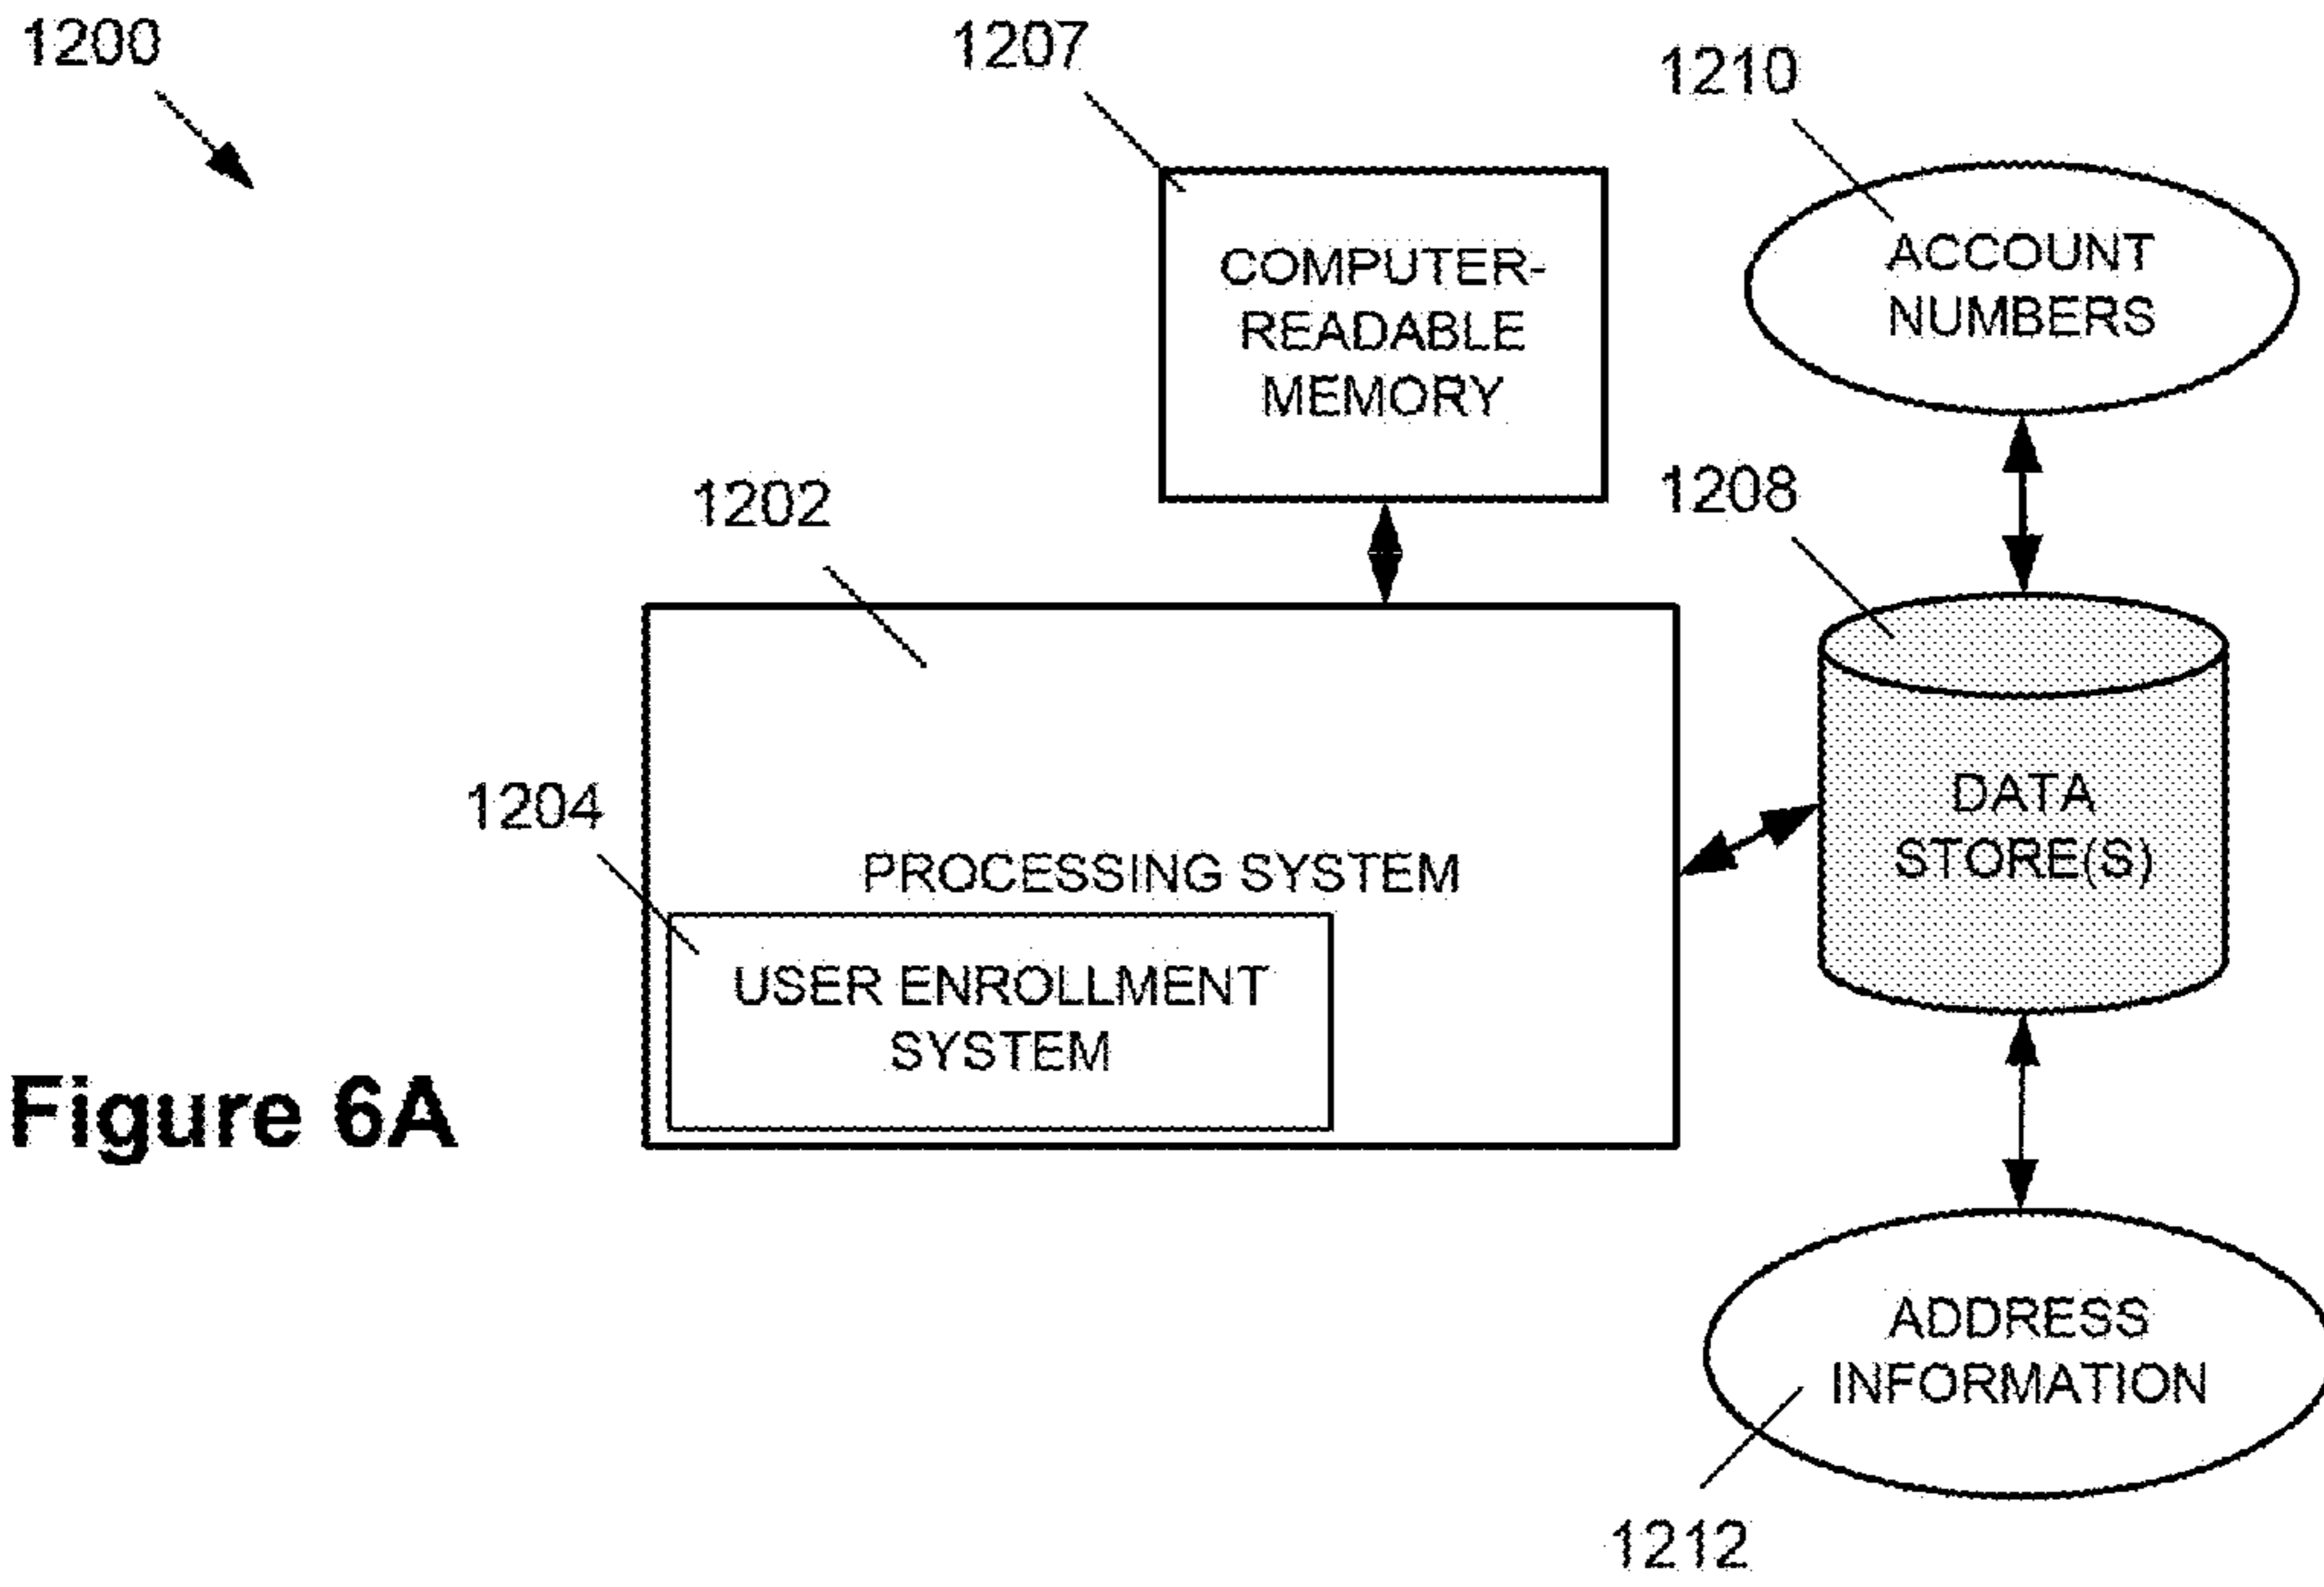 1200
1207
1210
COMPUTER-
READABLE
MEMORY
ACCOUNT
NUMBERS
1202
1208
1204
PROCESSING SYSTEM
DATA
STORE(S)
USER ENROLLMENT
SYSTEM
Figure 6A
ADDRESS
INFORMATION
1212